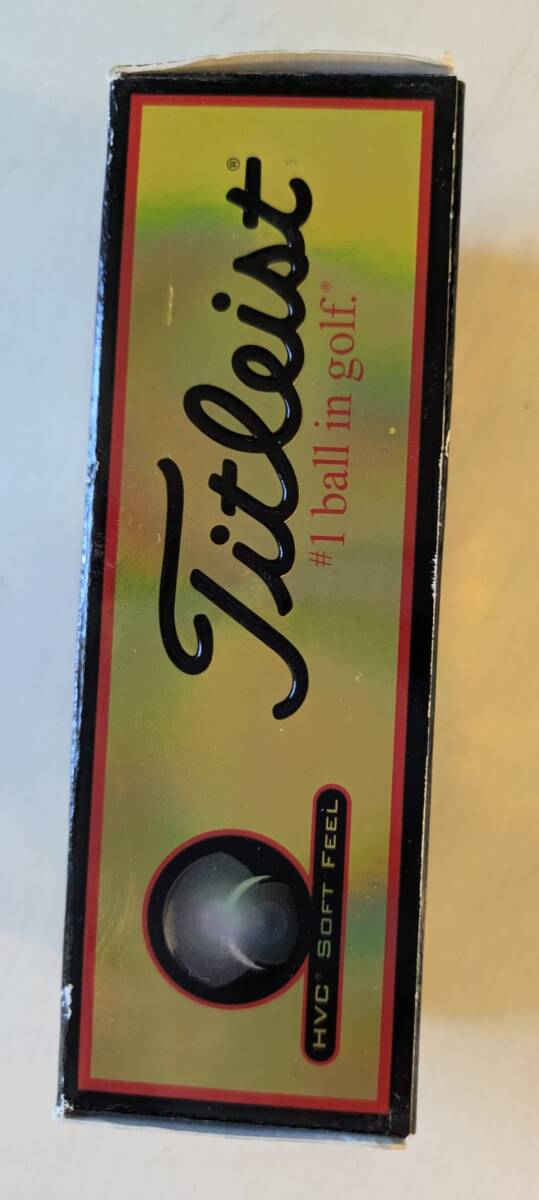 Titleist®
#1 ball in golf.®
HVC® SOFT FEEL